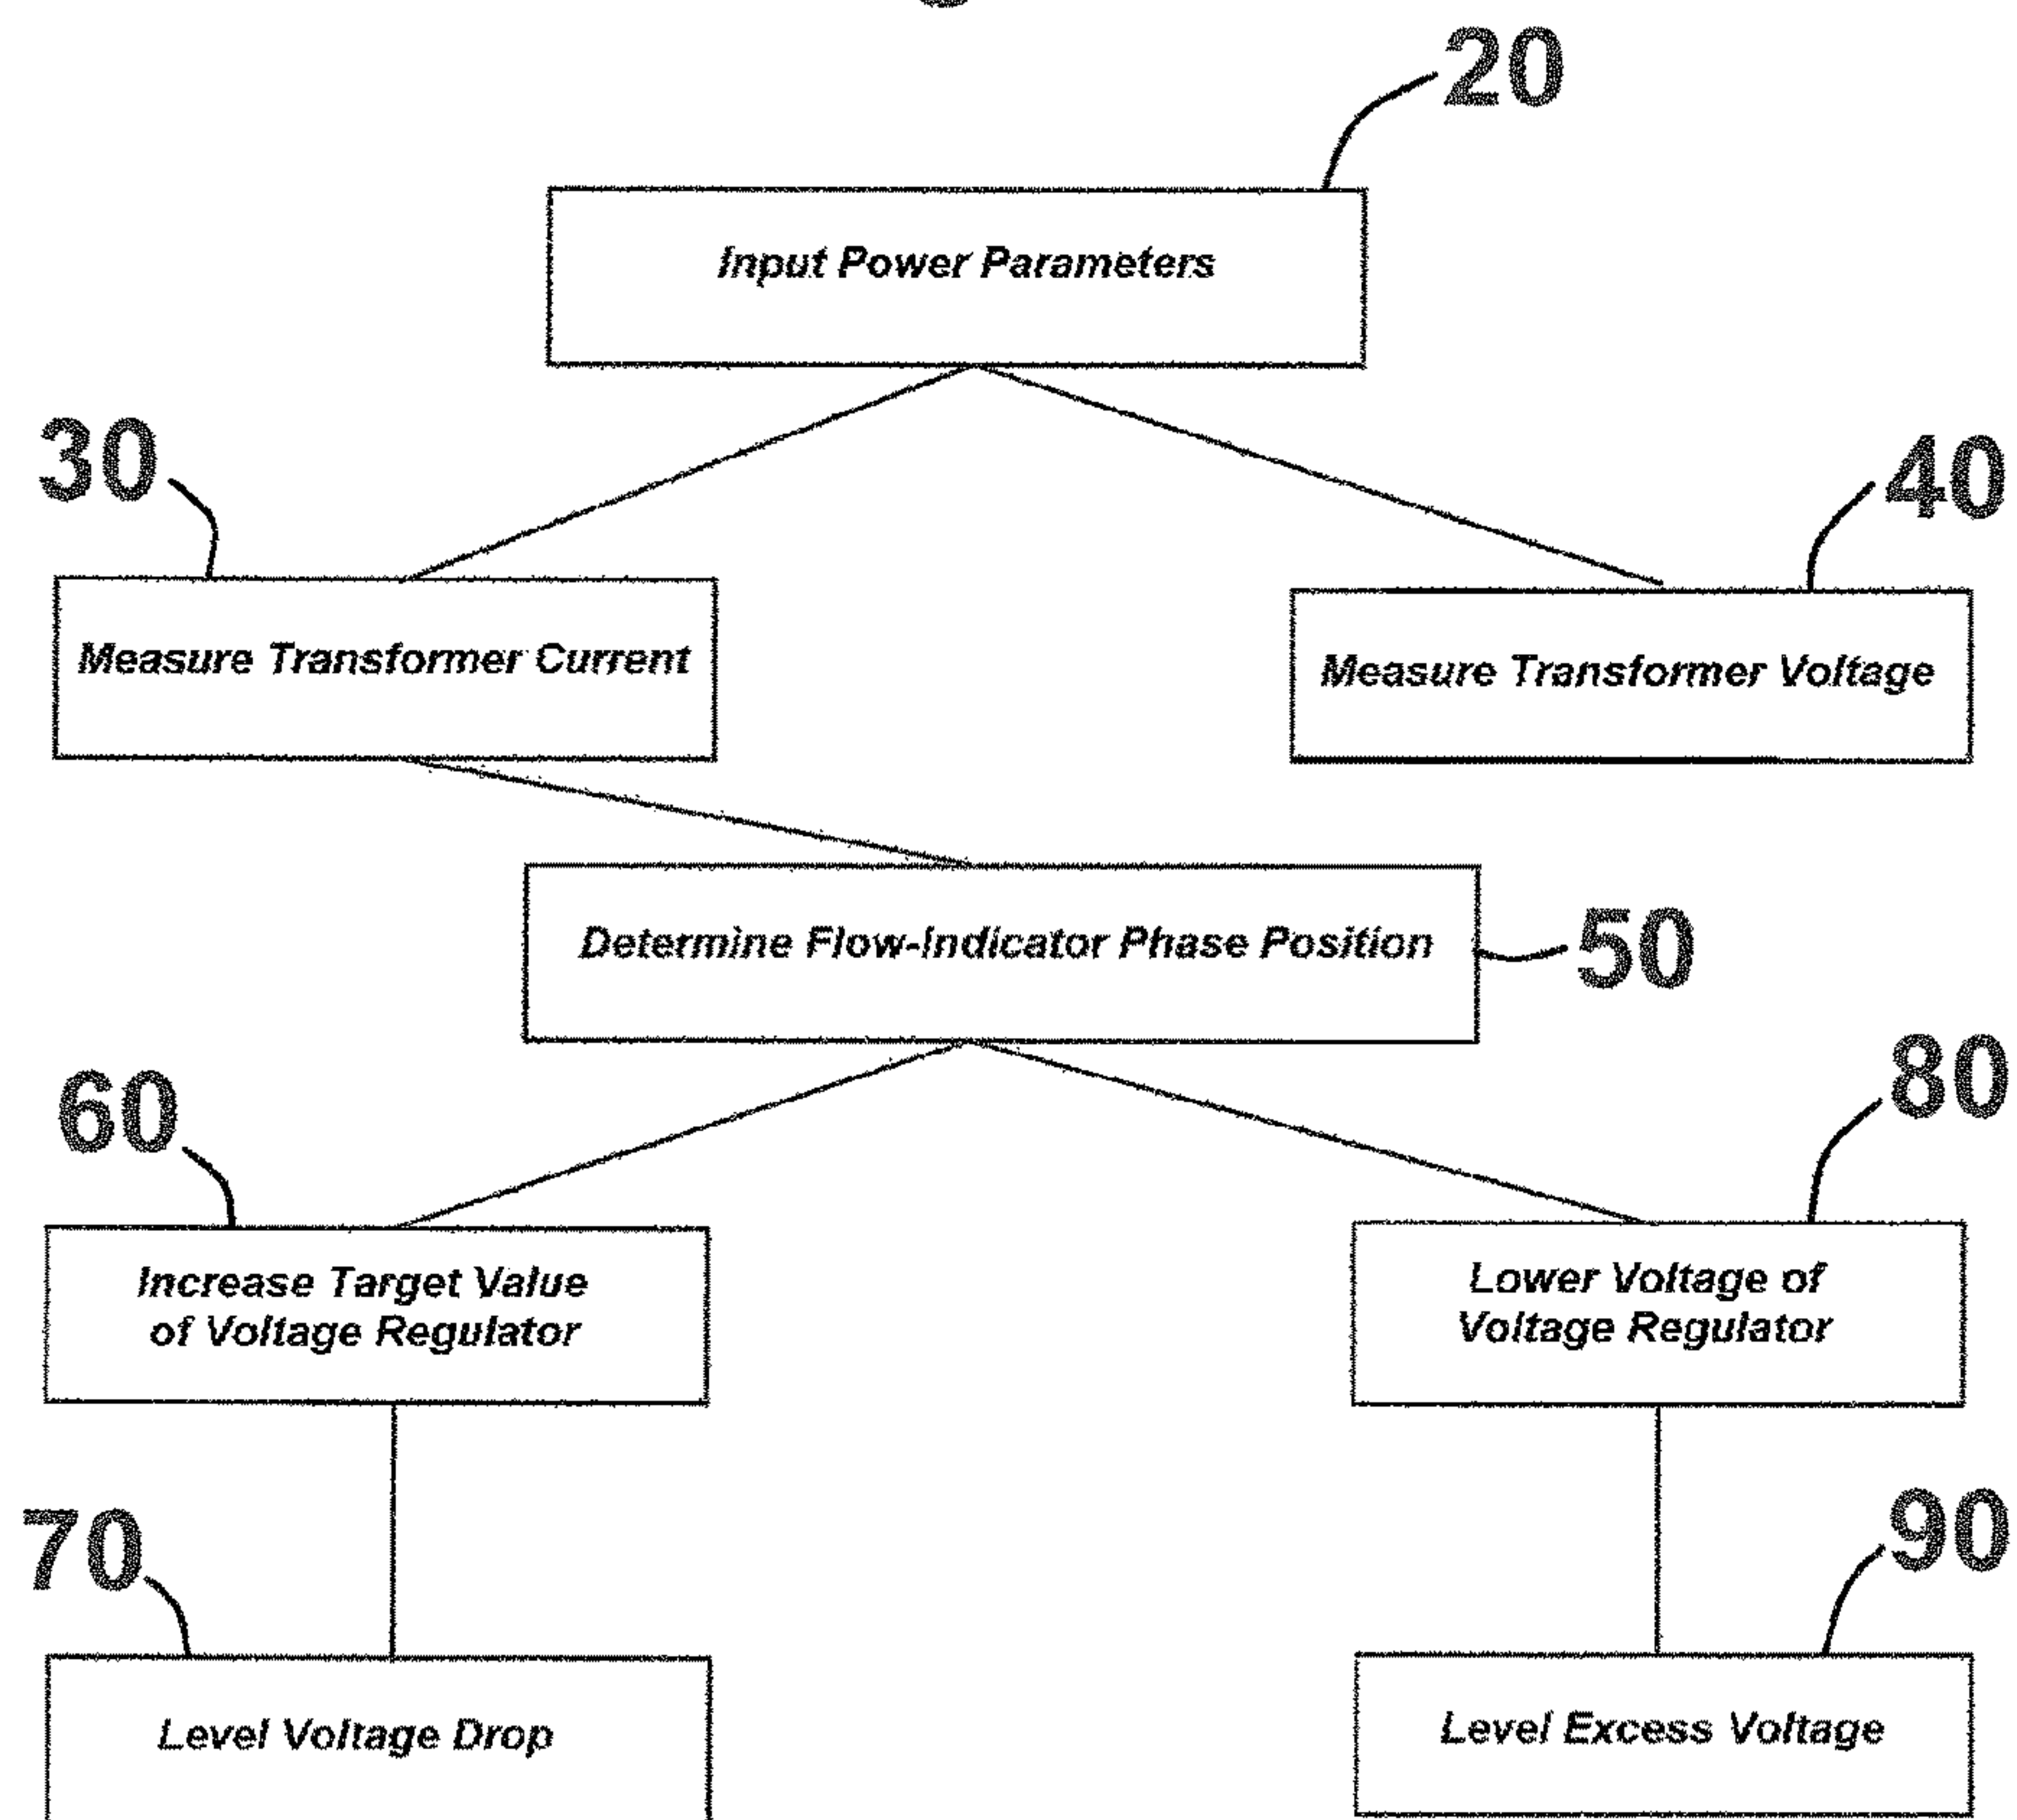 20
Input Power Parameters
30
40
Measure Transformer Current
Measure Transformer Voltage
Determine Flow-Indicator Phase Position
50
60
80
Increase Target Value
of Voltage Regulator
Lower Voltage of
Voltage Regulator
70
90
Level Voltage Drop
Level Excess Voltage